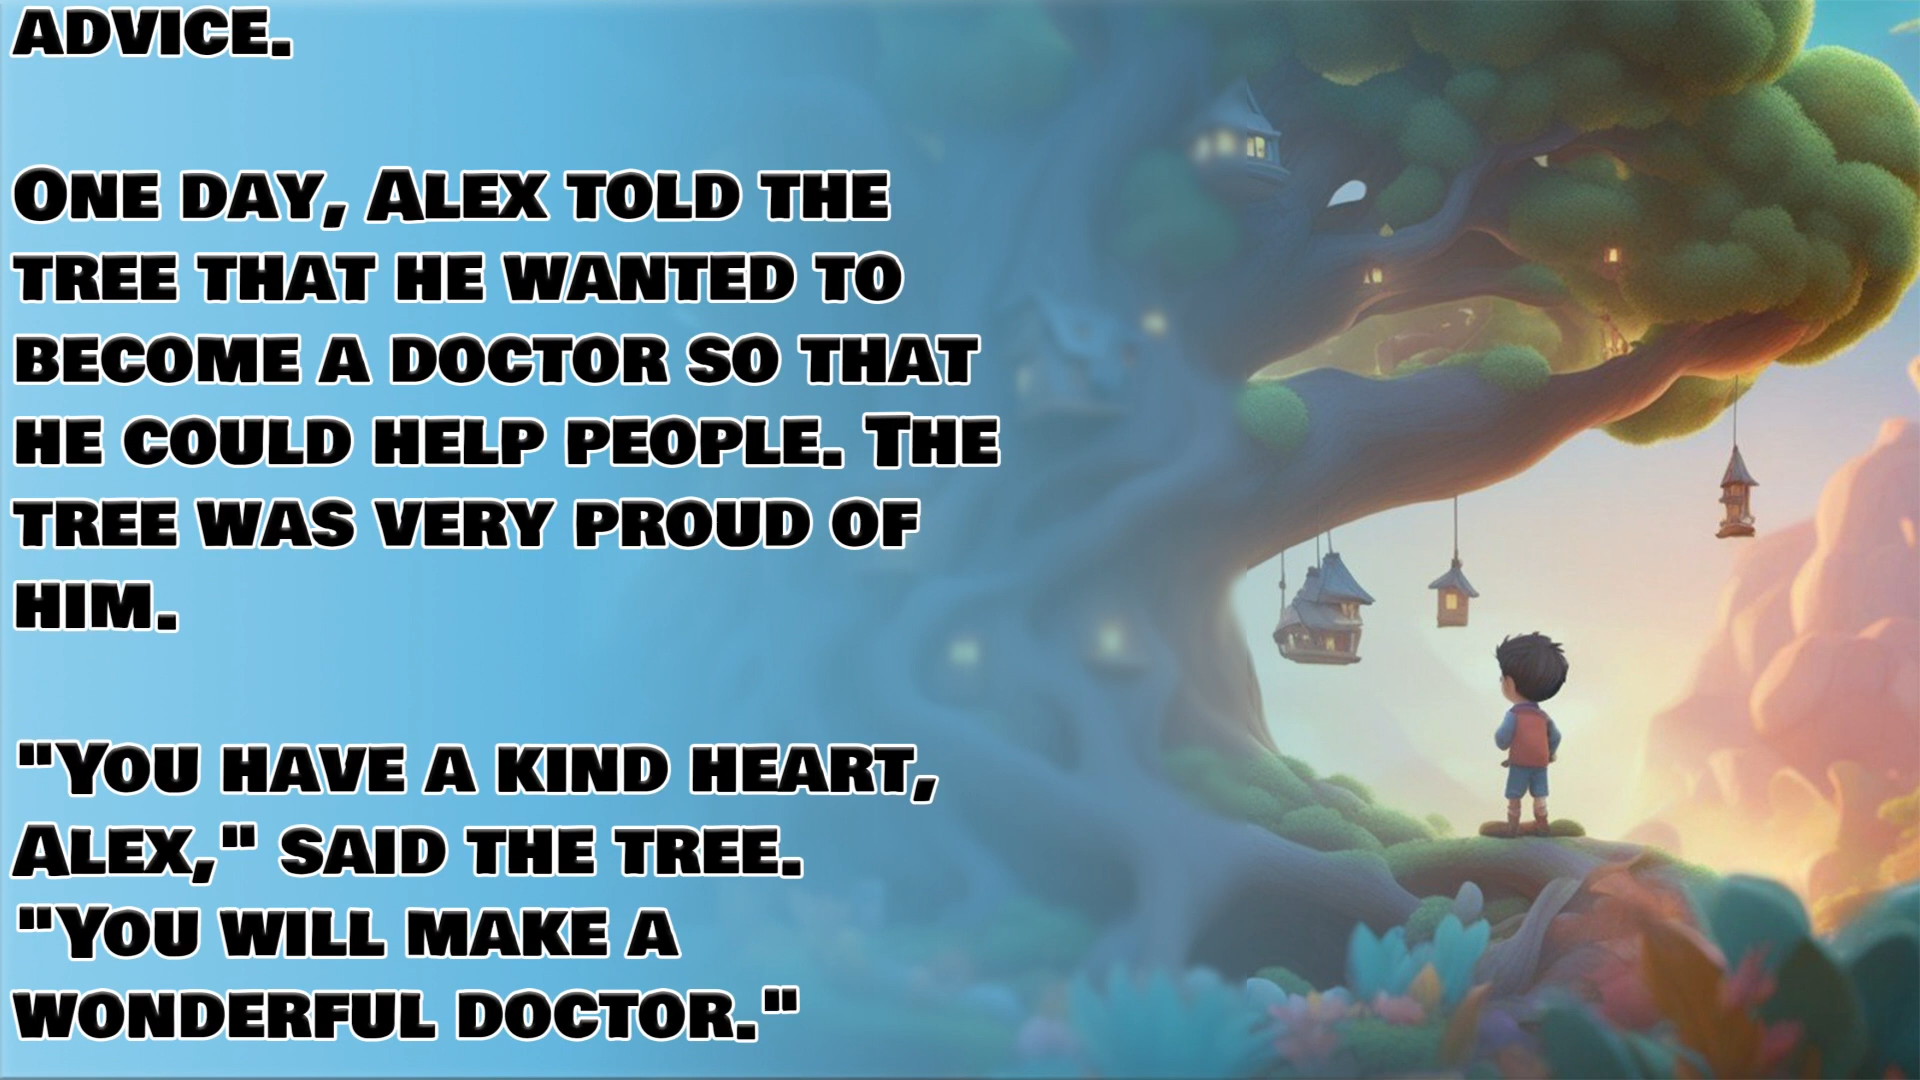 ADVICE.
ONE DAY, ALEX TOLD THE
TREE THAT HE WANTED TO
BECOME A DOCTOR SO THAT
HE COULD HELP PEOPLE. THE
TREE WAS VERY PROUD OF
HIM.
"YOU HAVE A KIND HEART,
ALEX," SAID THE TREE.
"YOU WILL MAKE A
WONDERFUL DOCTOR."